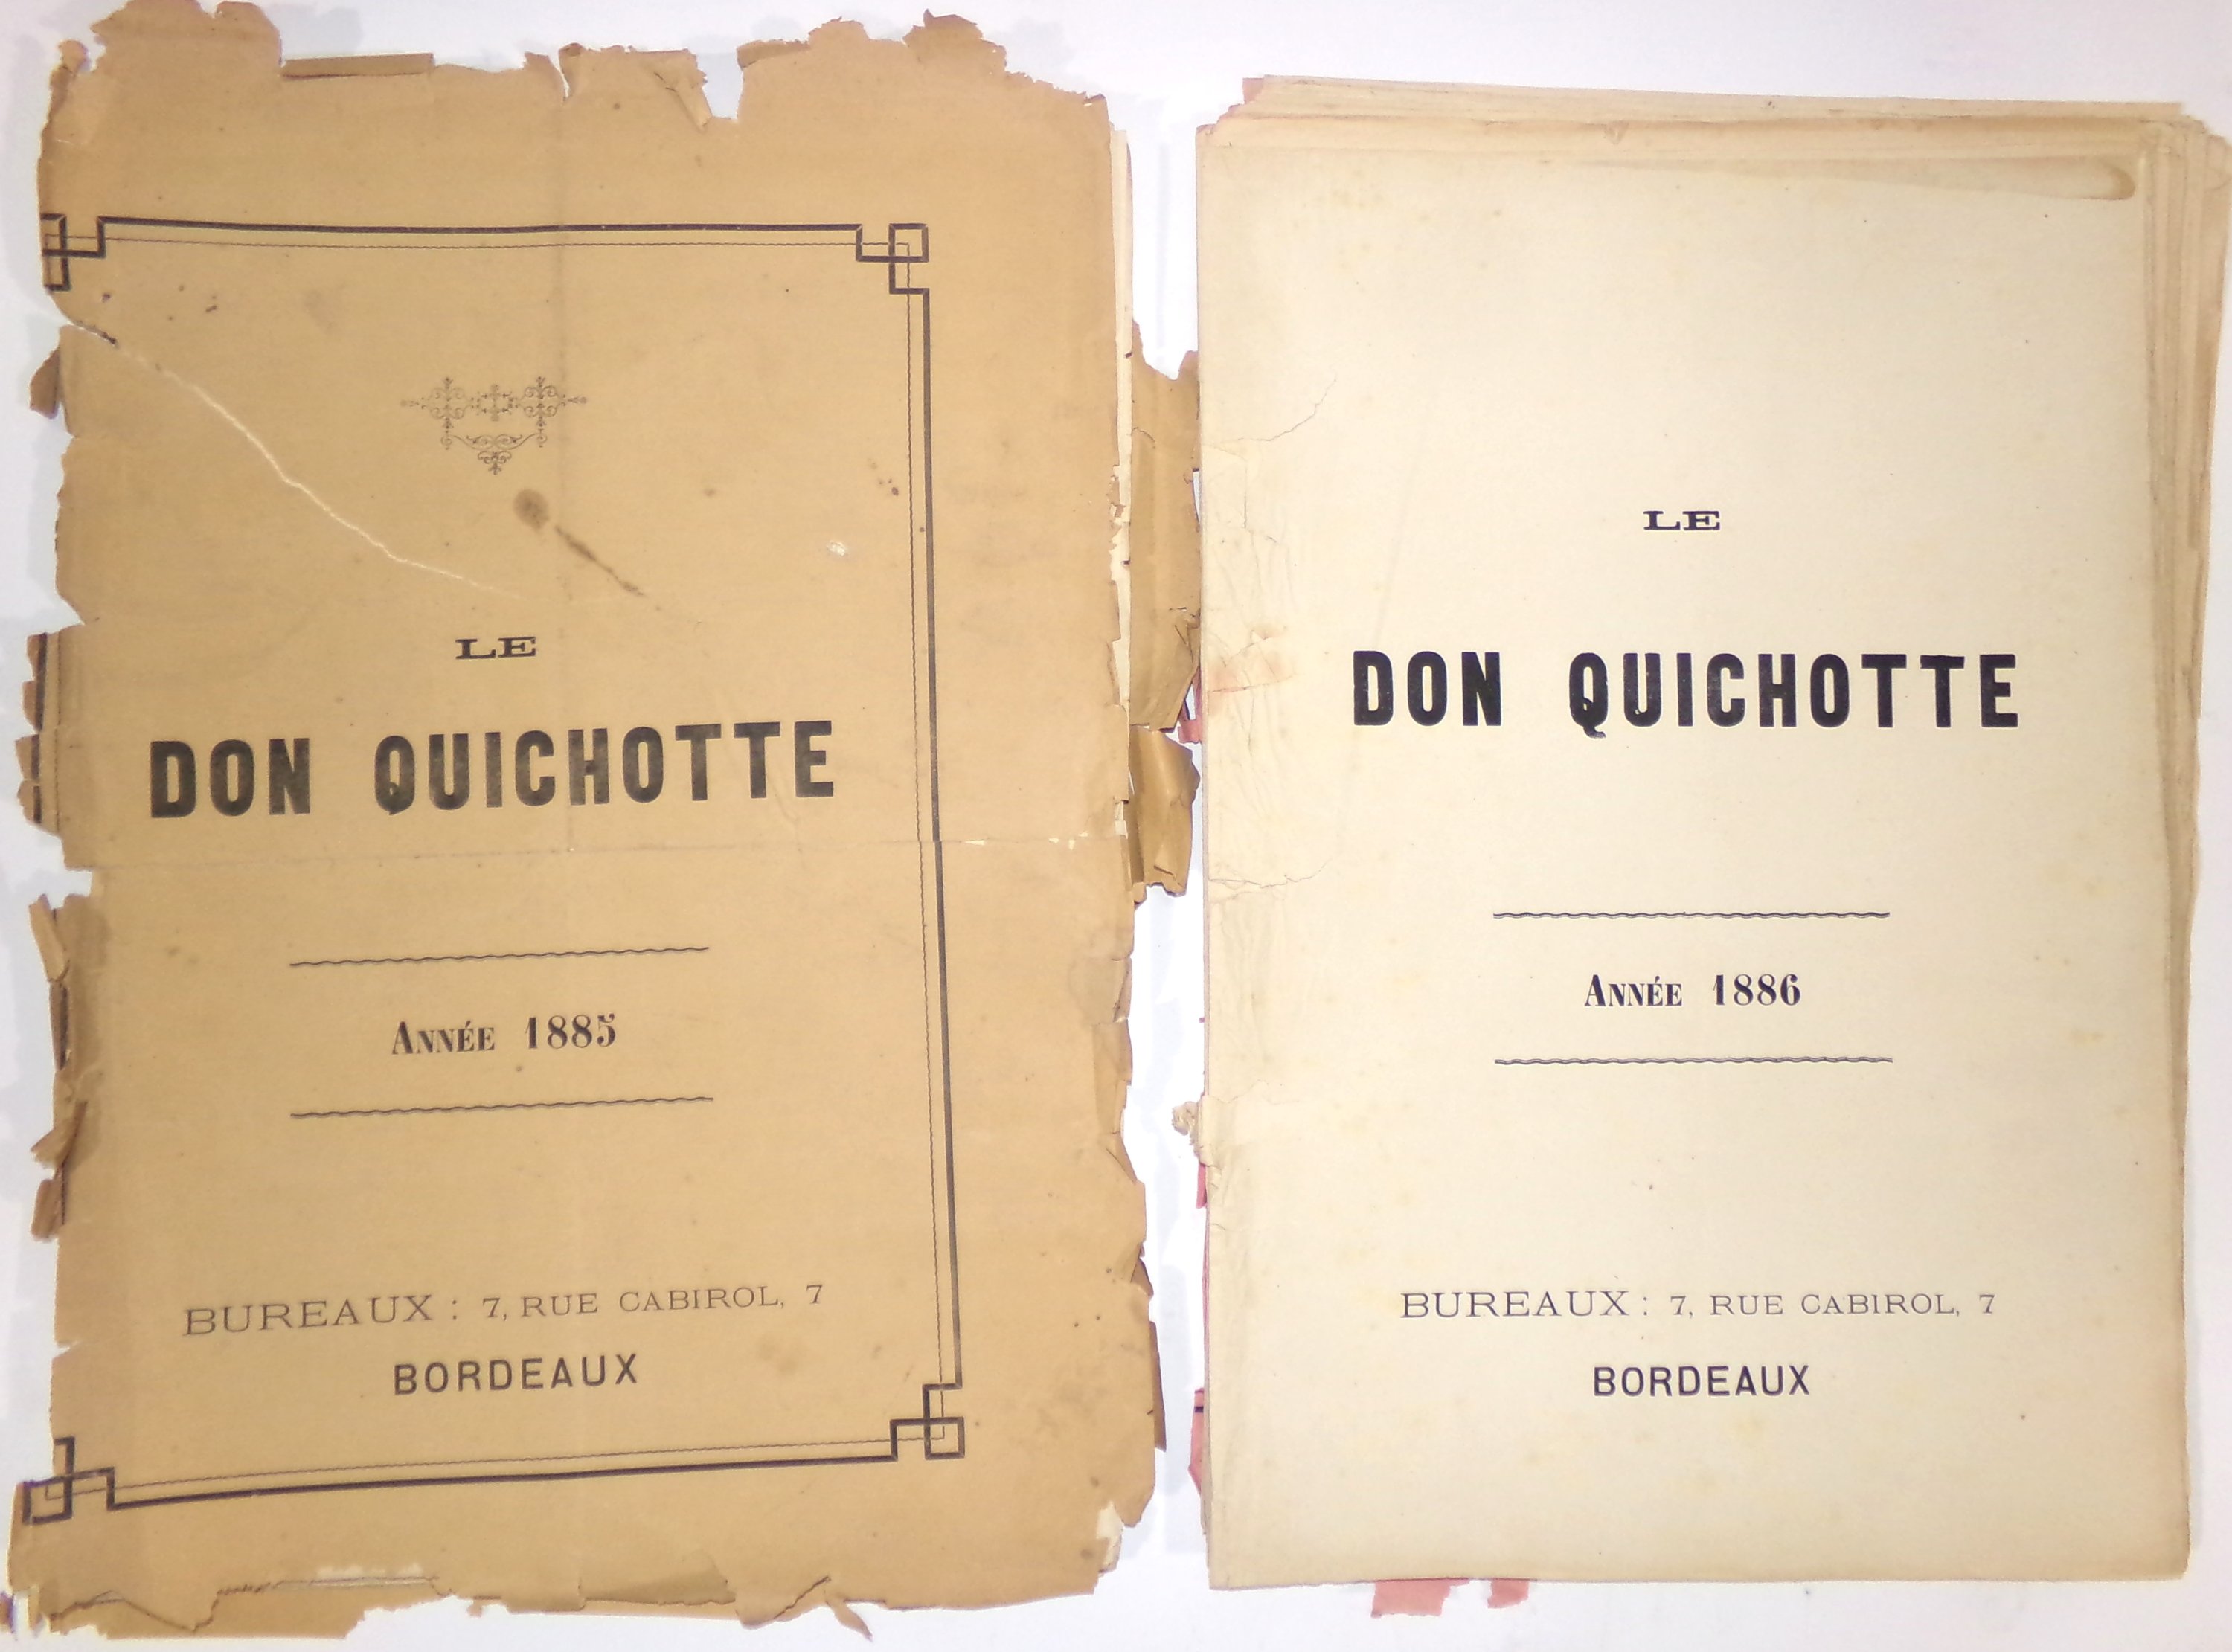 LE
DON QUICHOTTE
ANNÉE 1885
BUREAUX : 7, RUE CABIROL, 7
BORDEAUX
LE
DON QUICHOTTE
ANNÉE 1886
BUREAUX : 7, RUE CABIROL, 7
BORDEAUX